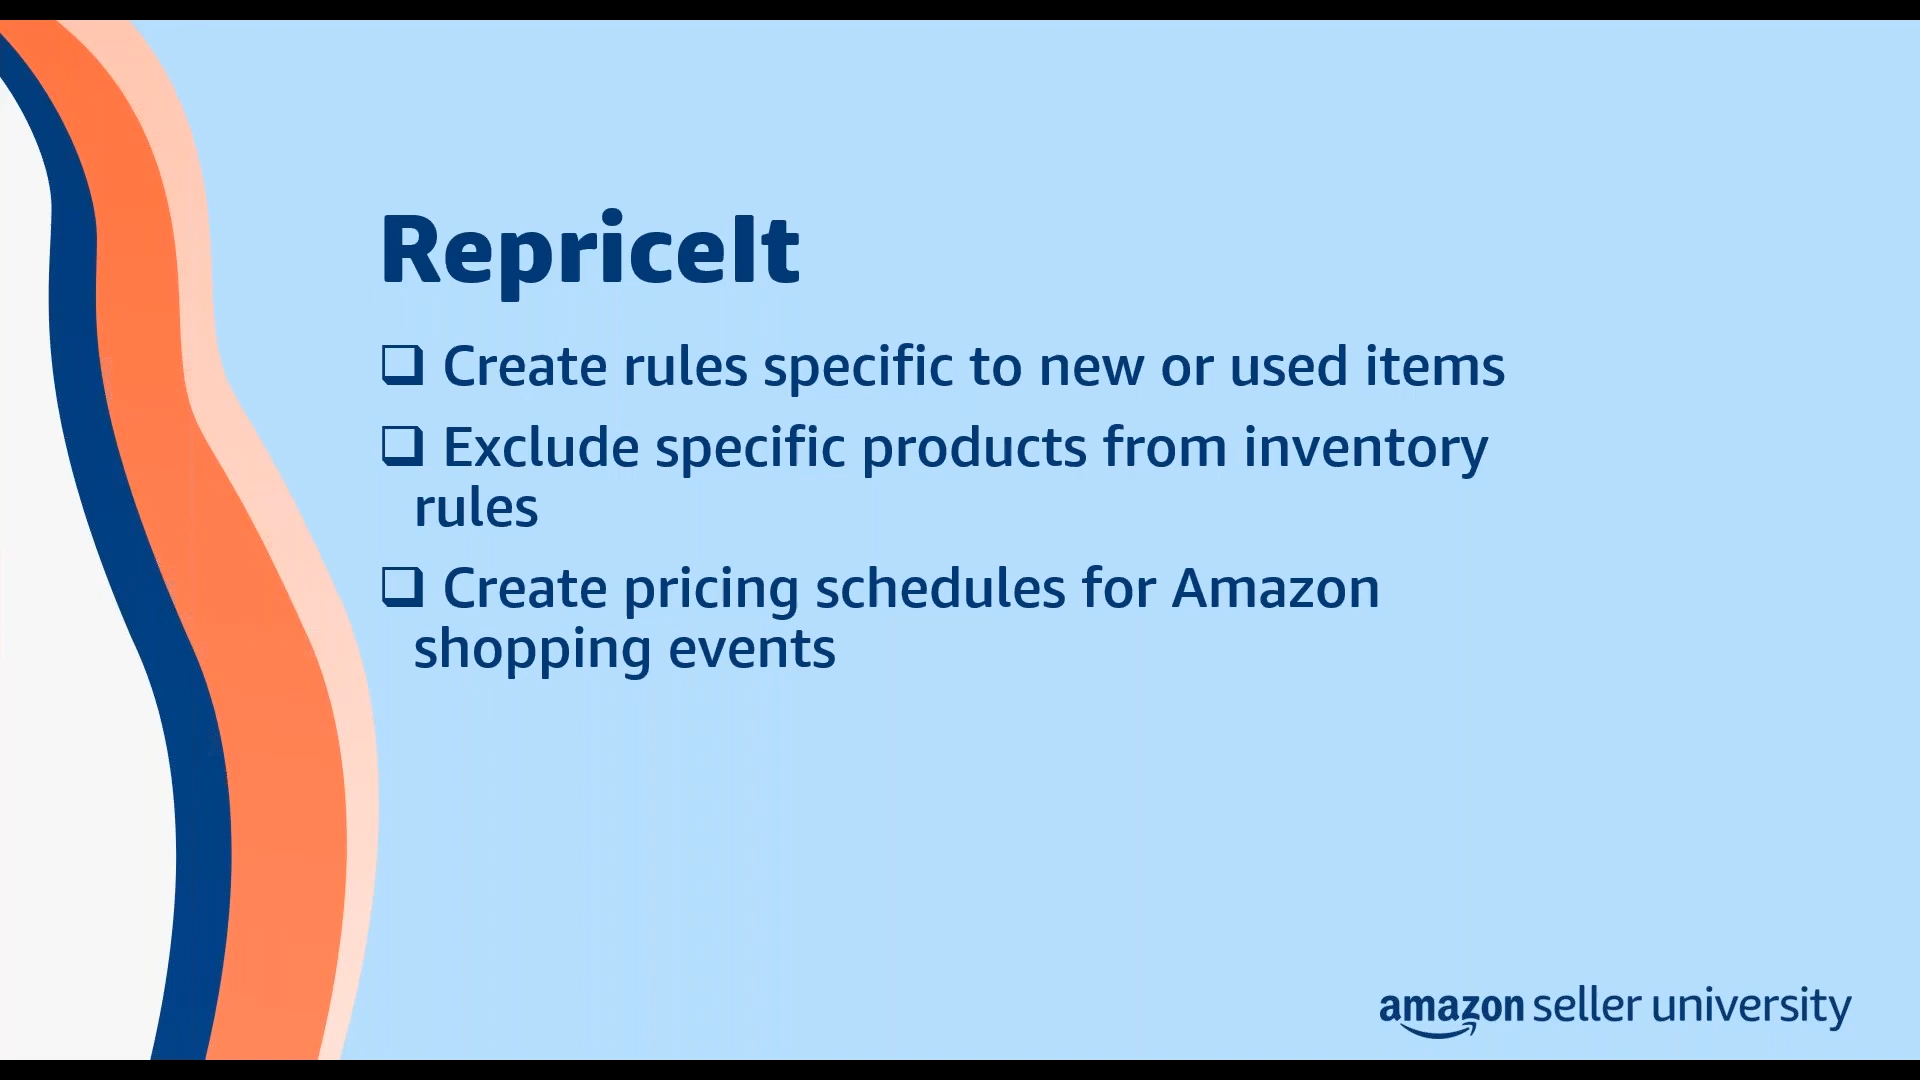 RepriceIt
❑ Create rules specific to new or used items
❑ Exclude specific products from inventory
rules
❑ Create pricing schedules for Amazon
shopping events
amazon seller university